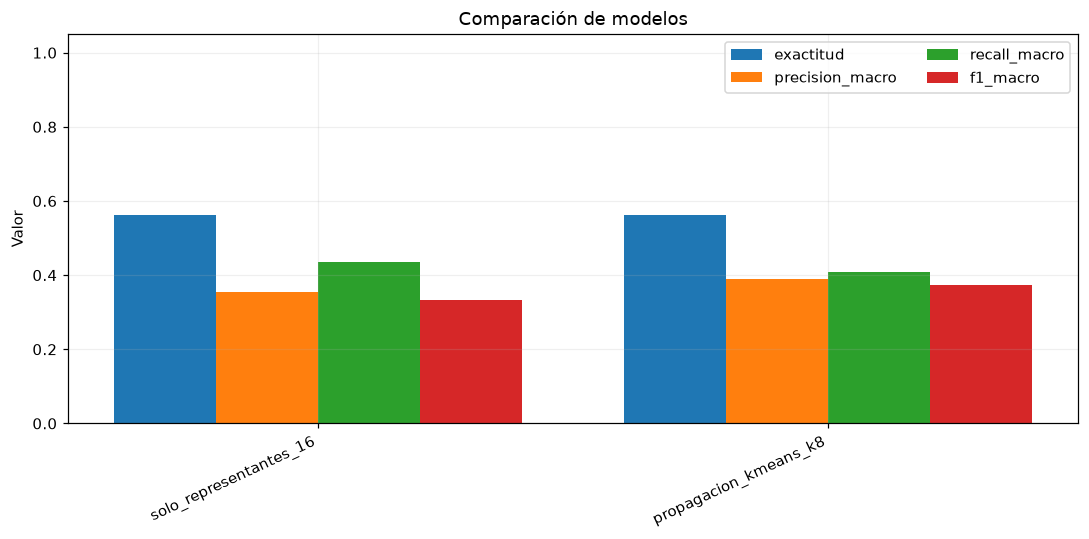 Comparación de modelos
exactitud
precision_macro
recall_macro
f1_macro
Valor
1.0
0.8
0.6
0.4
0.2
0.0
solo_representantes_16
propagacion_kmeans_k8